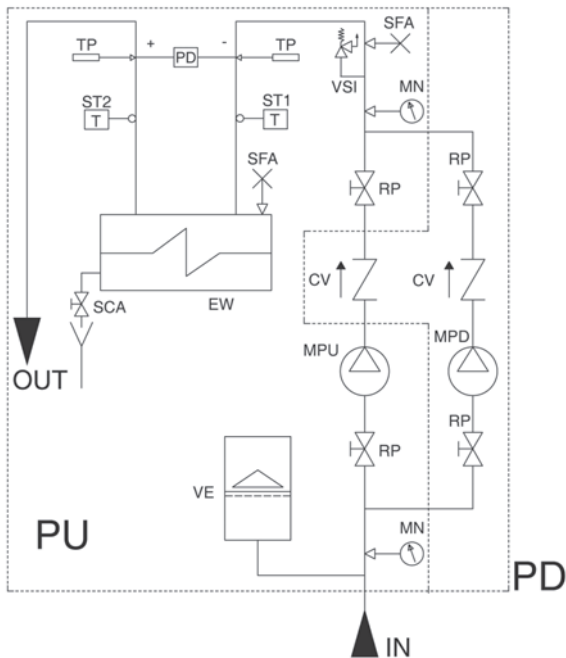 SFA
TP + PD - TP
VSI
MN
ST2 T
ST1 T
SFA
RP
RP
EW
SCA
CV
CV
OUT
MPU
MPD
RP
RP
VE
MN
PU
PD
IN